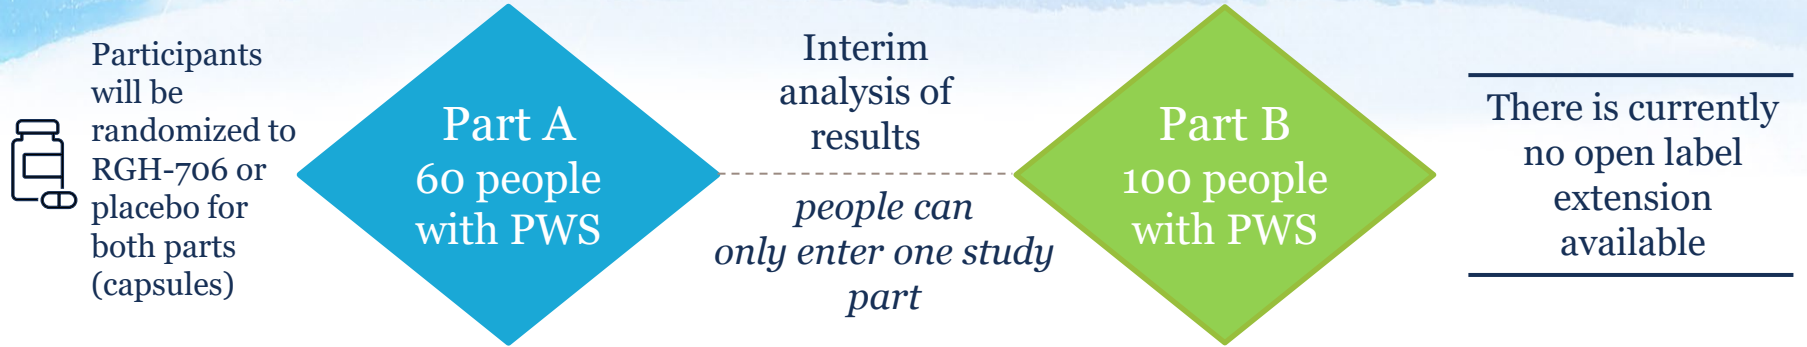 Participants
will be
randomized to
RGH-706 or
placebo for
both parts
(capsules)
Part A
60 people
with PWS
Interim
analysis of
results
people can
only enter one study
part
Part B
100 people
with PWS
There is currently
no open label
extension
available